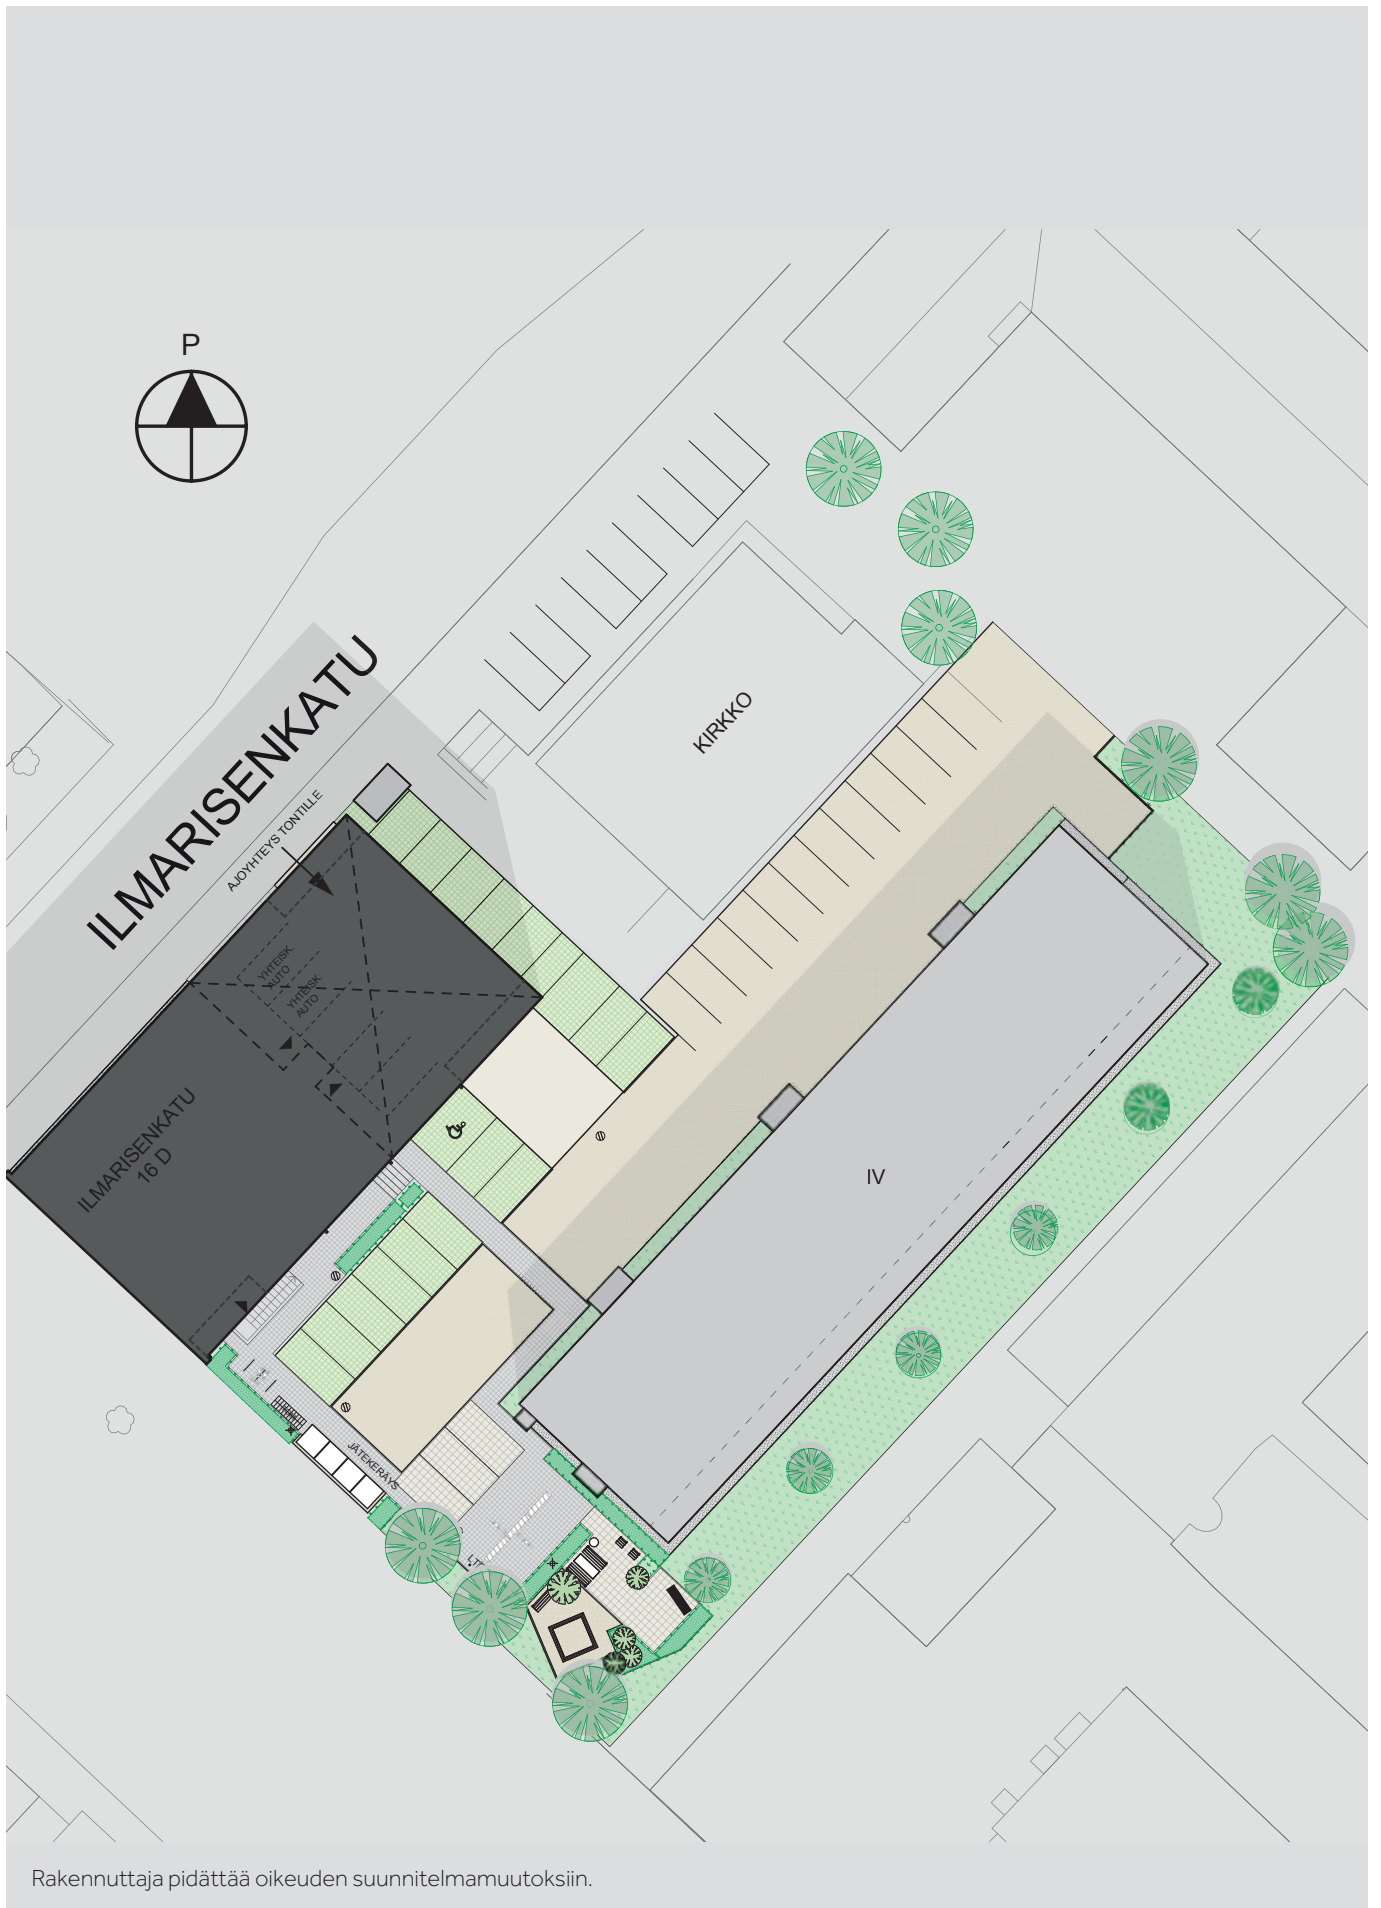 P
ILMARISENKATU
AJOYHTEYS TONTILLE
KIRKKO
YHTEISK
AUTO
YHTEISK
AUTO
ILMARISENKATU
16 D
IV
JÄTEKERÄYS
Rakennuttaja pidättää oikeuden suunnitelmamuutoksiin.